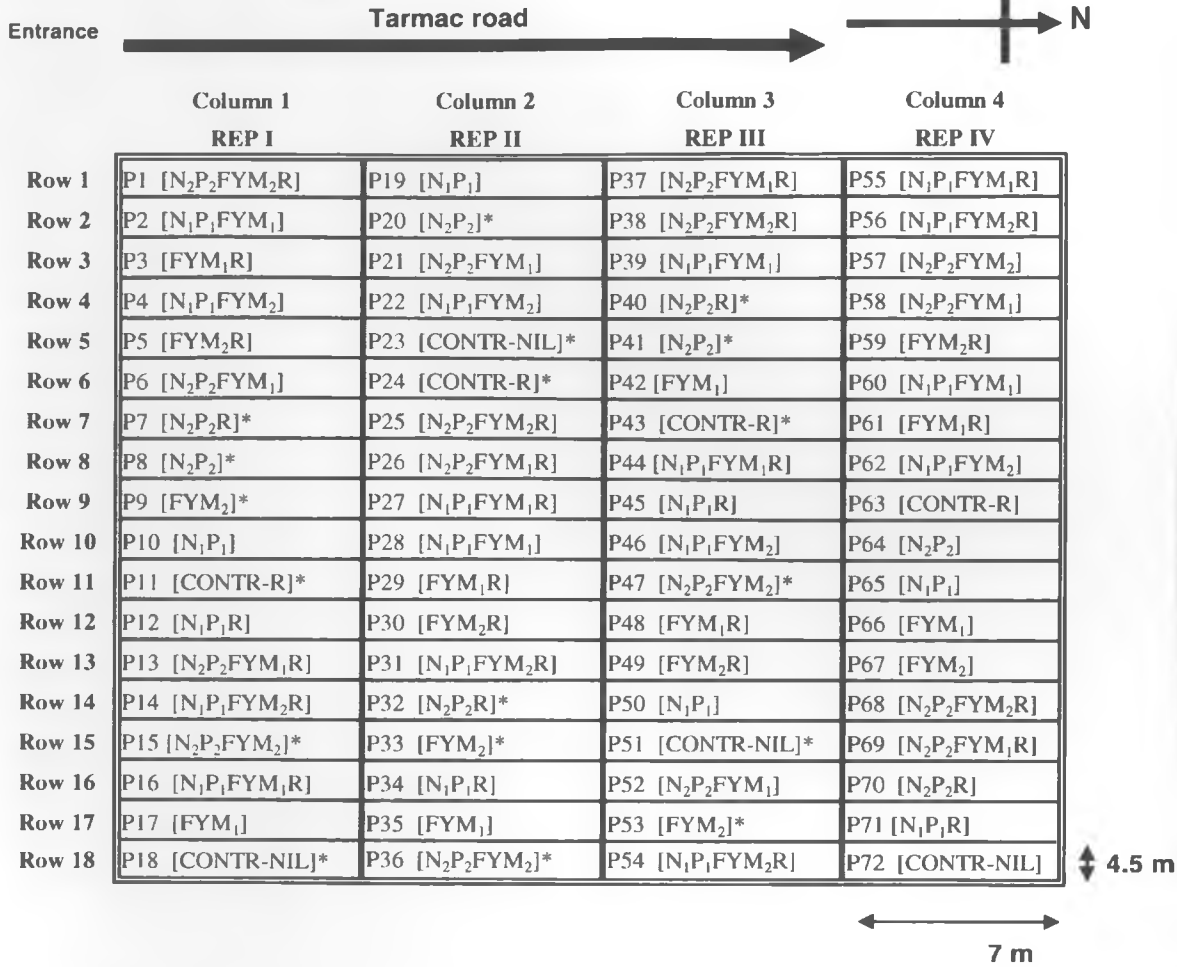 Tarmac road
N
Entrance
Column 1 Column 2 Column 3 Column 4
REP I REP II REP III REP IV
Row 1 P1 [N₂P₂FYM₂R] P19 [N₁P₁] P37 [N₂P₂FYM₁R] P55 [N₁P₁FYM₁R]
Row 2 P2 [N₁P₁FYM₁] P20 [N₂P₂]* P38 [N₂P₂FYM₂R] P56 [N₁P₁FYM₂R]
Row 3 P3 [FYM₁R] P21 [N₂P₂FYM₁] P39 [N₁P₁FYM₁] P57 [N₂P₂FYM₂]
Row 4 P4 [N₁P₁FYM₂] P22 [N₁P₁FYM₂] P40 [N₂P₂R]* P58 [N₂P₂FYM₁]
Row 5 P5 [FYM₂R] P23 [CONTR-NIL]* P41 [N₂P₂]* P59 [FYM₂R]
Row 6 P6 [N₂P₂FYM₁] P24 [CONTR-R]* P42 [FYM₁] P60 [N₁P₁FYM₁]
Row 7 P7 [N₂P₂R]* P25 [N₂P₂FYM₂R] P43 [CONTR-R]* P61 [FYM₁R]
Row 8 P8 [N₂P₂]* P26 [N₂P₂FYM₁R] P44 [N₁P₁FYM₁R] P62 [N₁P₁FYM₂]
Row 9 P9 [FYM₂]* P27 [N₁P₁FYM₁R] P45 [N₁P₁R] P63 [CONTR-R]
Row 10 P10 [N₁P₁] P28 [N₁P₁FYM₁] P46 [N₁P₁FYM₂] P64 [N₂P₂]
Row 11 P11 [CONTR-R]* P29 [FYM₁R] P47 [N₂P₂FYM₂]* P65 [N₁P₁]
Row 12 P12 [N₁P₁R] P30 [FYM₂R] P48 [FYM₁R] P66 [FYM₁]
Row 13 P13 [N₂P₂FYM₁R] P31 [N₁P₁FYM₂R] P49 [FYM₂R] P67 [FYM₂]
Row 14 P14 [N₁P₁FYM₂R] P32 [N₂P₂R]* P50 [N₁P₁] P68 [N₂P₂FYM₂R]
Row 15 P15 [N₂P₂FYM₂]* P33 [FYM₂]* P51 [CONTR-NIL]* P69 [N₂P₂FYM₁R]
Row 16 P16 [N₁P₁FYM₁R] P34 [N₁P₁R] P52 [N₂P₂FYM₁] P70 [N₂P₂R]
Row 17 P17 [FYM₁] P35 [FYM₁] P53 [FYM₂]* P71 [N₁P₁R]
Row 18 P18 [CONTR-NIL]* P36 [N₂P₂FYM₂]* P54 [N₁P₁FYM₂R] P72 [CONTR-NIL]
4.5 m
7 m